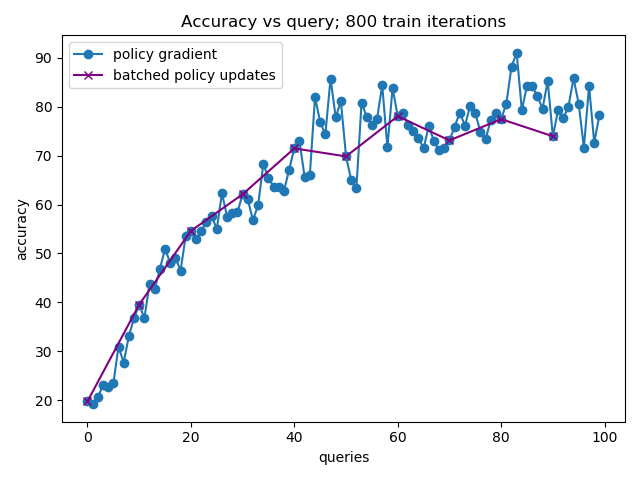 Accuracy vs query; 800 train iterations
policy gradient
batched policy updates
accuracy
90
80
70
60
50
40
30
20
0 20 40 60 80 100
queries